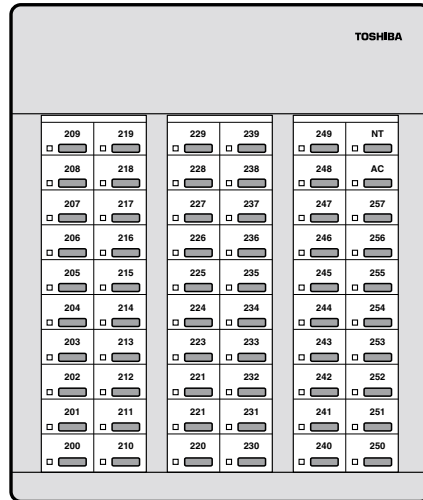 TOSHIBA
209 219 229 239 249 NT
208 218 228 238 248 AC
207 217 227 237 247 257
206 216 226 236 246 256
205 215 225 235 245 255
204 214 224 234 244 254
203 213 223 233 243 253
202 212 221 232 242 252
201 211 221 231 241 251
200 210 220 230 240 250